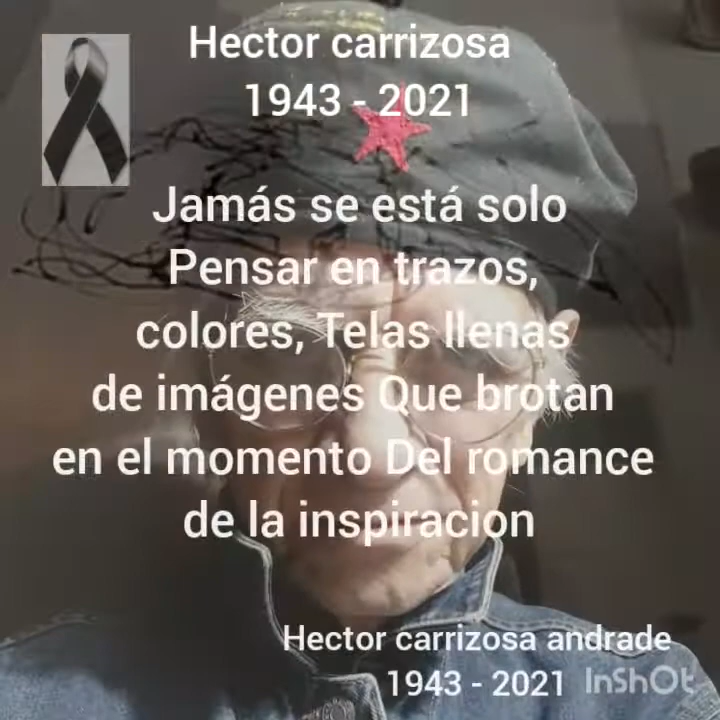 Hector carrizosa
1943 - 2021
Jamás se está solo
Pensar en trazos,
colores, Telas llenas
de imágenes Que brotan
en el momento Del romance
de la inspiracion
Hector carrizosa andrade
1943 - 2021
InShOt